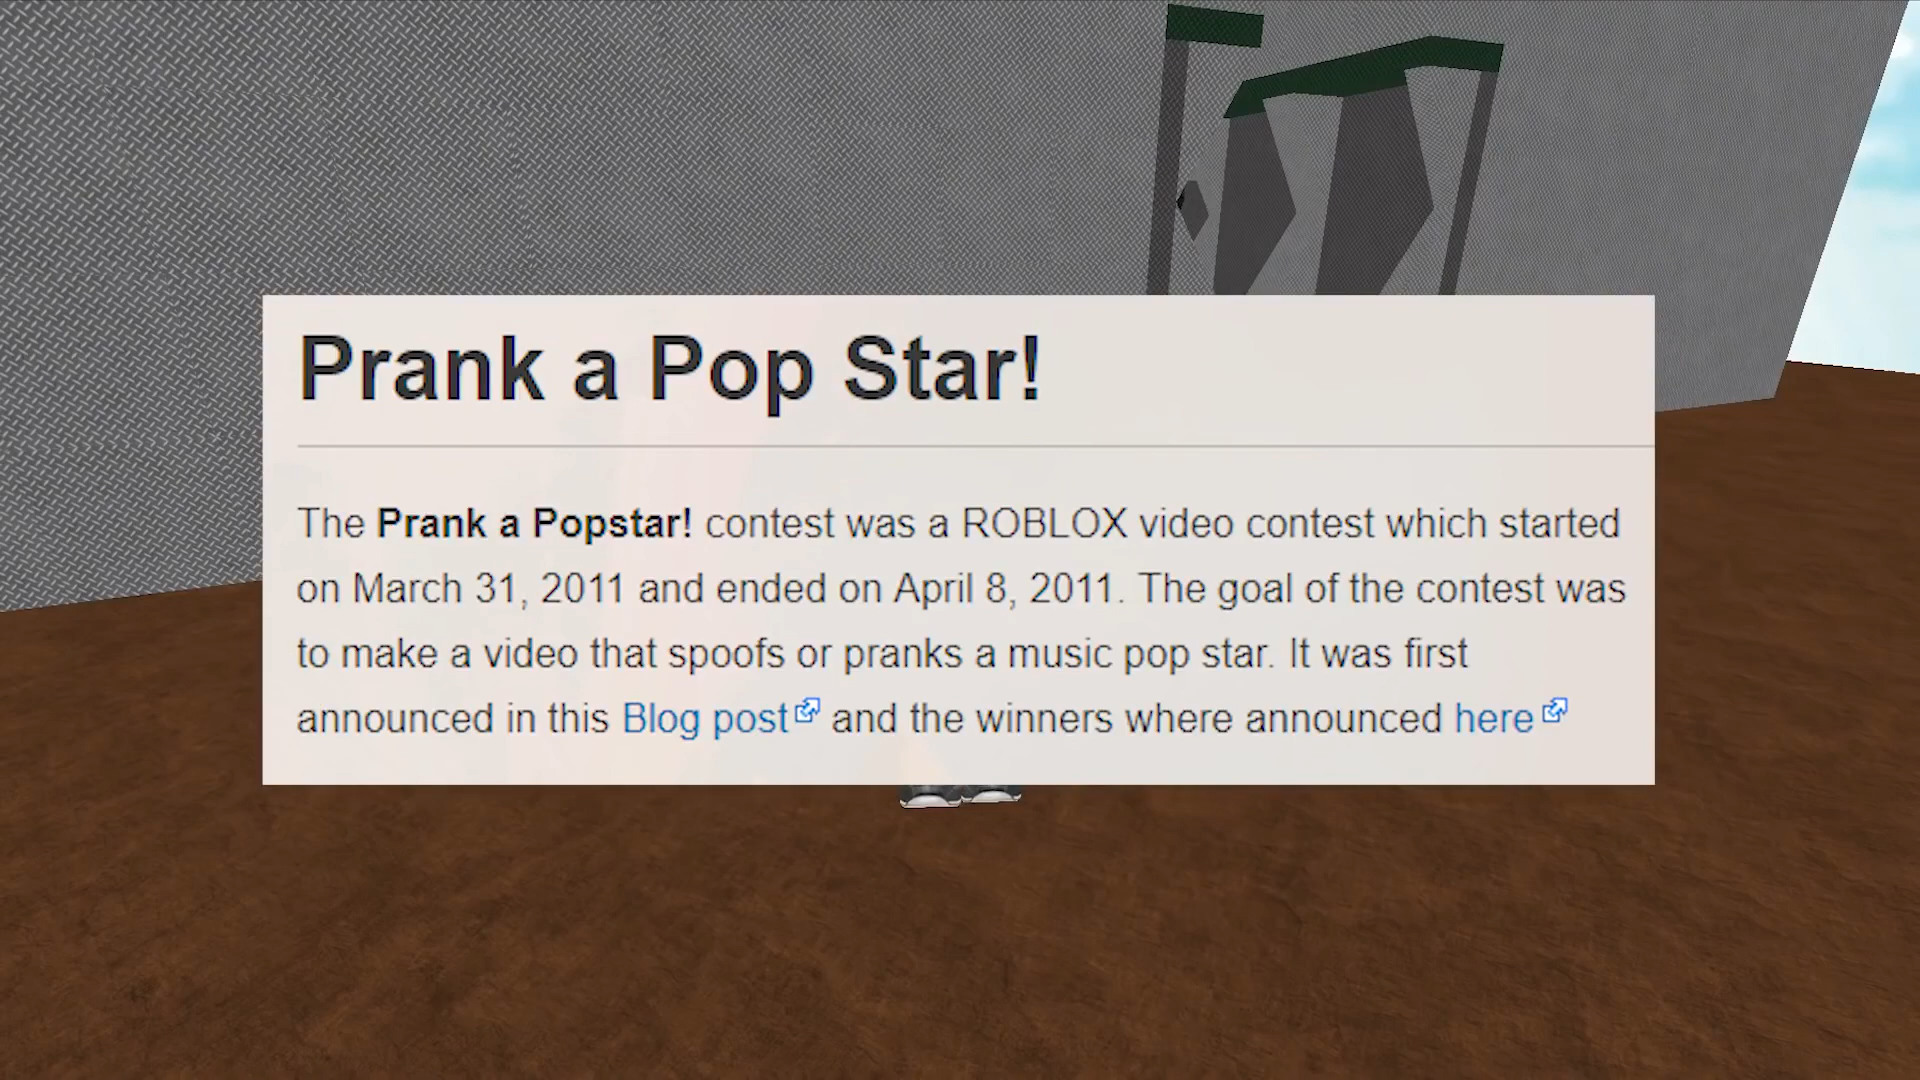 Prank a Pop Star!
The Prank a Popstar! contest was a ROBLOX video contest which started
on March 31, 2011 and ended on April 8, 2011. The goal of the contest was
to make a video that spoofs or pranks a music pop star. It was first
announced in this Blog post and the winners where announced here